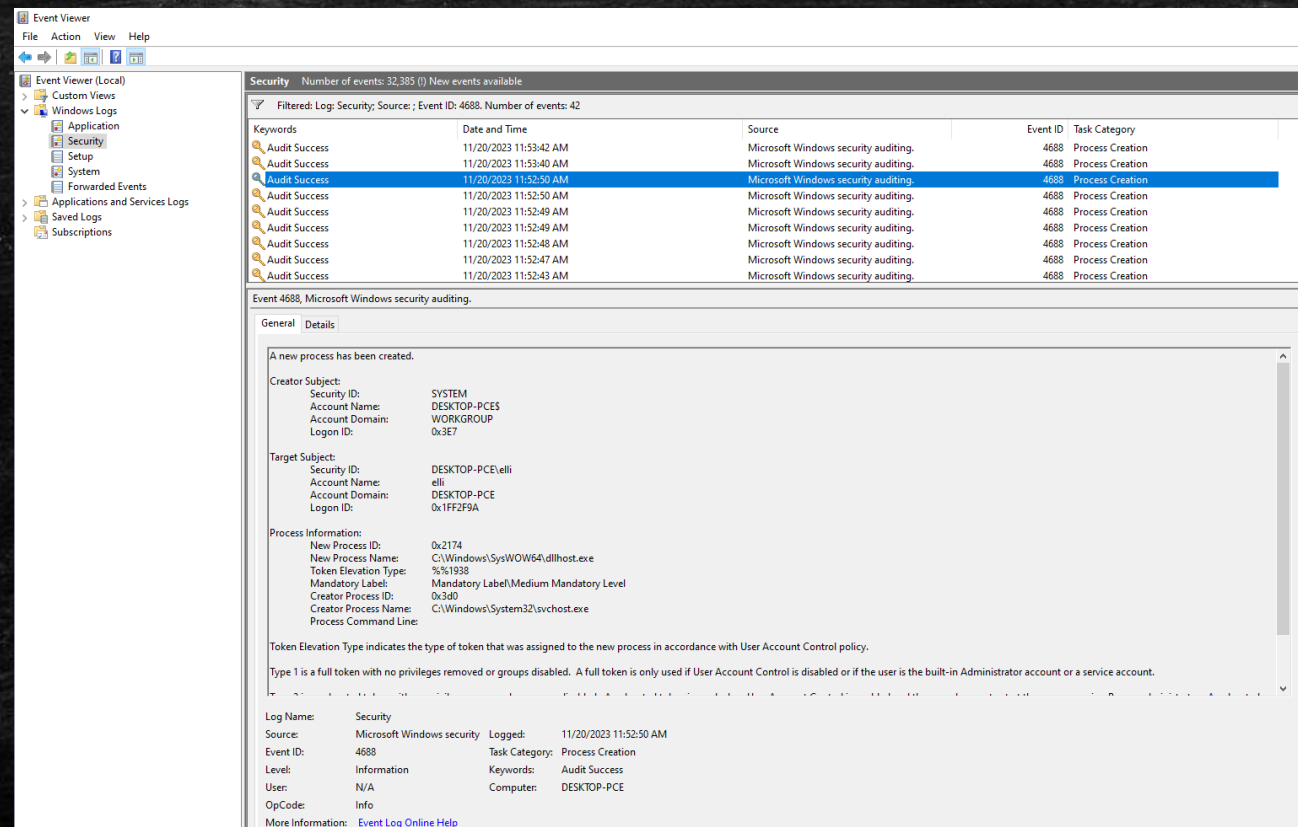 Event Viewer
File Action View Help
Event Viewer (Local)
Custom Views
Windows Logs
Application
Security
Setup
System
Forwarded Events
Applications and Services Logs
Saved Logs
Subscriptions
Security Number of events: 32,385 (!) New events available
Filtered: Log: Security; Source: ; Event ID: 4688. Number of events: 42
Keywords Date and Time Source Event ID Task Category
Audit Success 11/20/2023 11:53:42 AM Microsoft Windows security auditing. 4688 Process Creation
Audit Success 11/20/2023 11:53:40 AM Microsoft Windows security auditing. 4688 Process Creation
Audit Success 11/20/2023 11:52:50 AM Microsoft Windows security auditing. 4688 Process Creation
Audit Success 11/20/2023 11:52:50 AM Microsoft Windows security auditing. 4688 Process Creation
Audit Success 11/20/2023 11:52:49 AM Microsoft Windows security auditing. 4688 Process Creation
Audit Success 11/20/2023 11:52:49 AM Microsoft Windows security auditing. 4688 Process Creation
Audit Success 11/20/2023 11:52:48 AM Microsoft Windows security auditing. 4688 Process Creation
Audit Success 11/20/2023 11:52:47 AM Microsoft Windows security auditing. 4688 Process Creation
Audit Success 11/20/2023 11:52:43 AM Microsoft Windows security auditing. 4688 Process Creation
Event 4688, Microsoft Windows security auditing.
General Details
A new process has been created.
Creator Subject:
Security ID: SYSTEM
Account Name: DESKTOP-PCE$
Account Domain: WORKGROUP
Logon ID: 0x3E7
Target Subject:
Security ID: DESKTOP-PCE\elli
Account Name: elli
Account Domain: DESKTOP-PCE
Logon ID: 0x1FF2F9A
Process Information:
New Process ID: 0x2174
New Process Name: C:\Windows\SysWOW64\dllhost.exe
Token Elevation Type: %%1938
Mandatory Label: Mandatory Label\Medium Mandatory Level
Creator Process ID: 0x3d0
Creator Process Name: C:\Windows\System32\svchost.exe
Process Command Line:
Token Elevation Type indicates the type of token that was assigned to the new process in accordance with User Account Control policy.
Type 1 is a full token with no privileges removed or groups disabled. A full token is only used if User Account Control is disabled or if the user is the built-in Administrator account or a service account.
Log Name: Security
Source: Microsoft Windows security Logged: 11/20/2023 11:52:50 AM
Event ID: 4688 Task Category: Process Creation
Level: Information Keywords: Audit Success
User: N/A Computer: DESKTOP-PCE
OpCode: Info
More Information: Event Log Online Help